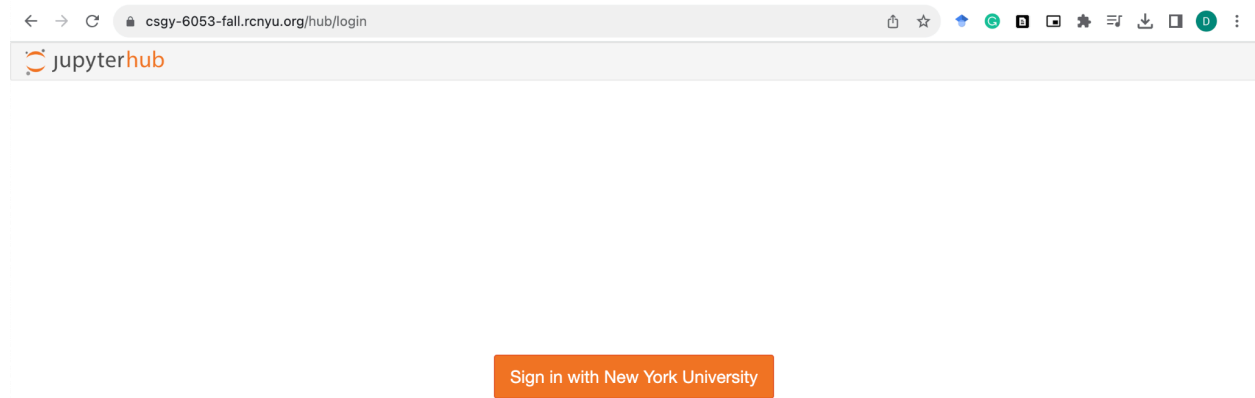 csgy-6053-fall.rcnyu.org/hub/login
G
D
jupyterhub
Sign in with New York University